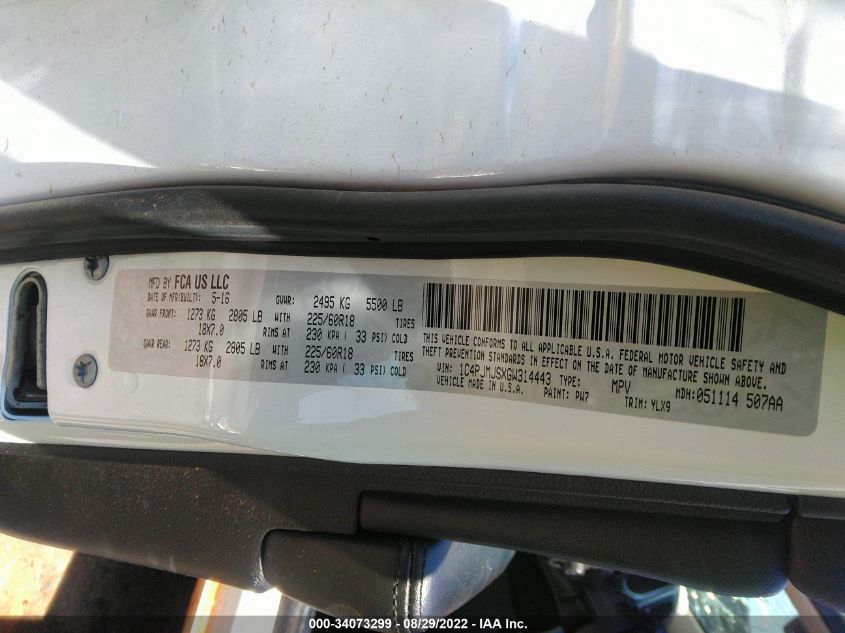 MFD BY FCA US LLC
DATE OF MFR(BUILT): 5-16 GVWR: 2495 KG 5500 LB
GAWR FRONT: 1273 KG 2805 LB WITH 225/60R18 TIRES
18X7.0 RIMS AT 230 KPA ( 33 PSI) COLD
GAWR REAR: 1273 KG 2805 LB WITH 225/60R18 TIRES
18X7.0 RIMS AT 230 KPA ( 33 PSI) COLD
THIS VEHICLE CONFORMS TO ALL APPLICABLE U.S.A. FEDERAL MOTOR VEHICLE SAFETY AND
THEFT PREVENTION STANDARDS IN EFFECT ON THE DATE OF MANUFACTURE SHOWN ABOVE.
VIN: 1C4PJMJSXGW314443 TYPE: MPV MDH:051114 507AA
VEHICLE MADE IN U.S.A. PAINT: PW7 TRIM: YLX9
000-34073299 - 08/29/2022 - IAA Inc.